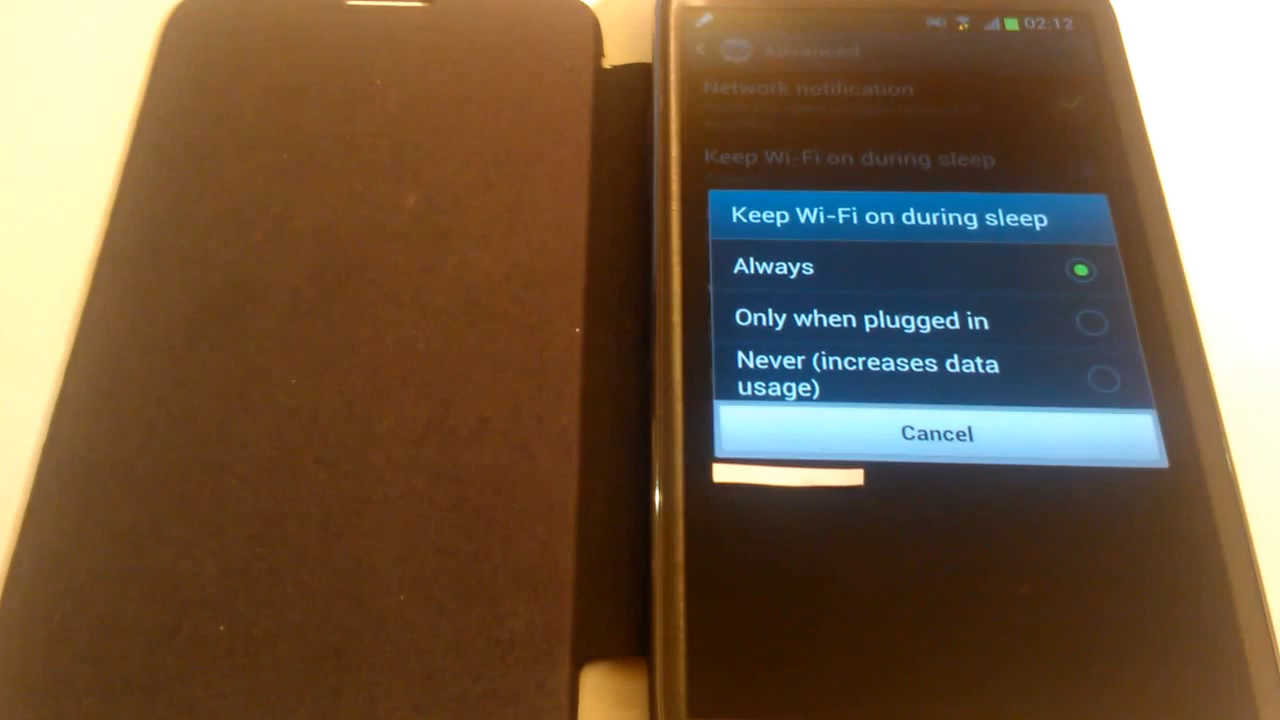 02:12
Advanced
Network notification
Keep Wi-Fi on during sleep
Keep Wi-Fi on during sleep
Always
Only when plugged in
Never (increases data
usage)
Cancel